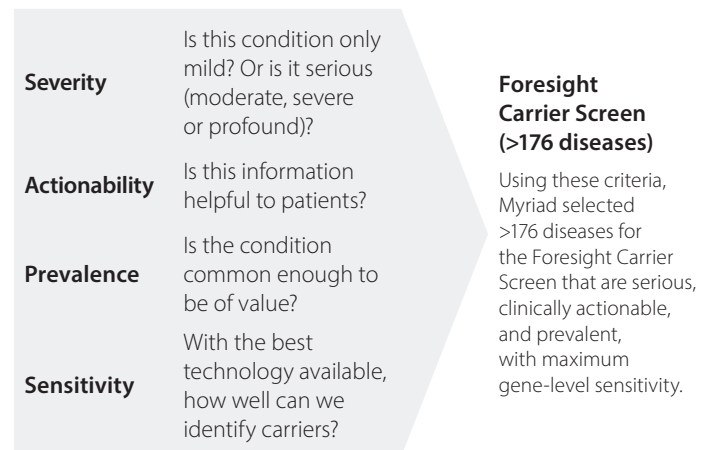 Severity
Is this condition only
mild? Or is it serious
(moderate, severe
or profound)?
Actionability
Is this information
helpful to patients?
Prevalence
Is the condition
common enough to
be of value?
Sensitivity
With the best
technology available,
how well can we
identify carriers?
Foresight
Carrier Screen
(>176 diseases)
Using these criteria,
Myriad selected
>176 diseases for
the Foresight Carrier
Screen that are serious,
clinically actionable,
and prevalent,
with maximum
gene-level sensitivity.